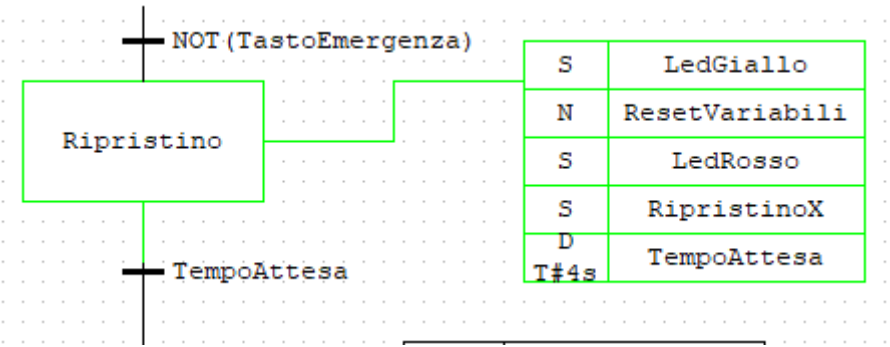 NOT(TastoEmergenza)
Ripristino
S LedGiallo
N ResetVariabili
S LedRosso
S RipristinoX
D T#4s TempoAttesa
TempoAttesa